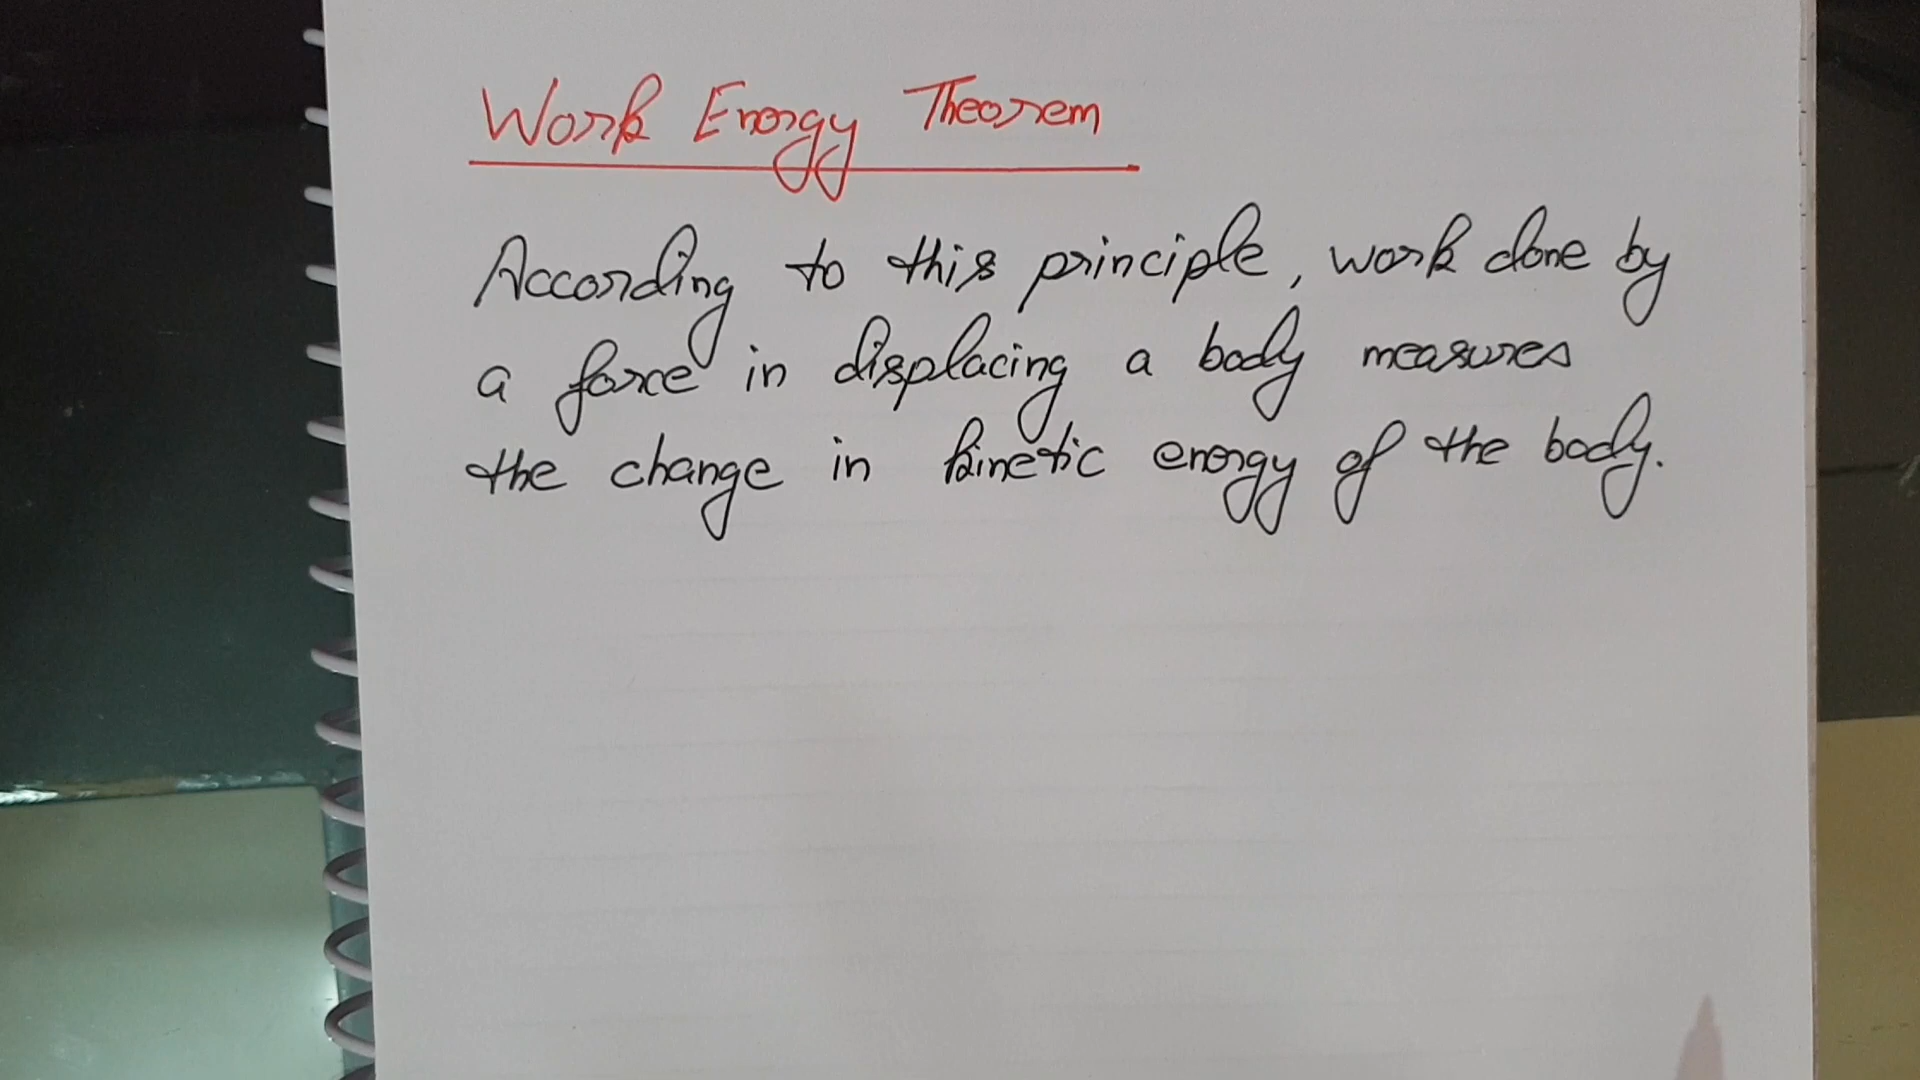 Work Energy Theorem
According to this principle, work done by
a force in displacing a body measures
the change in kinetic energy of the body.